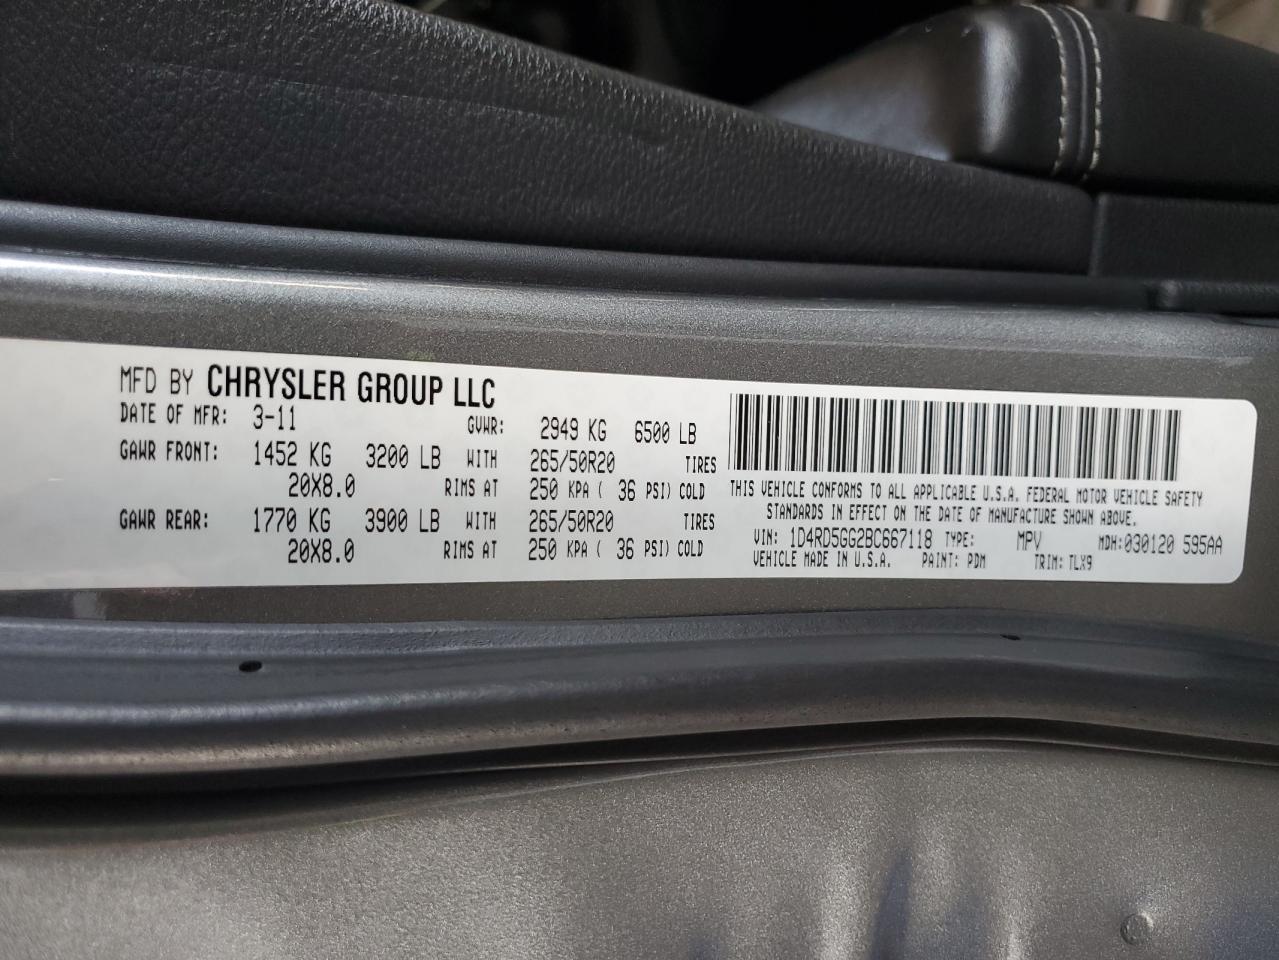 MFD BY CHRYSLER GROUP LLC
DATE OF MFR: 3-11 GVWR: 2949 KG 6500 LB
GAWR FRONT: 1452 KG 3200 LB WITH 265/50R20 TIRES
20X8.0 RIMS AT 250 KPA ( 36 PSI) COLD
GAWR REAR: 1770 KG 3900 LB WITH 265/50R20 TIRES
20X8.0 RIMS AT 250 KPA ( 36 PSI) COLD
THIS VEHICLE CONFORMS TO ALL APPLICABLE U.S.A. FEDERAL MOTOR VEHICLE SAFETY
STANDARDS IN EFFECT ON THE DATE OF MANUFACTURE SHOWN ABOVE.
VIN: 1D4RD5GG2BC667118 TYPE: MPV MDH:030120 595AA
VEHICLE MADE IN U.S.A. PAINT: PDM TRIM: TLX9